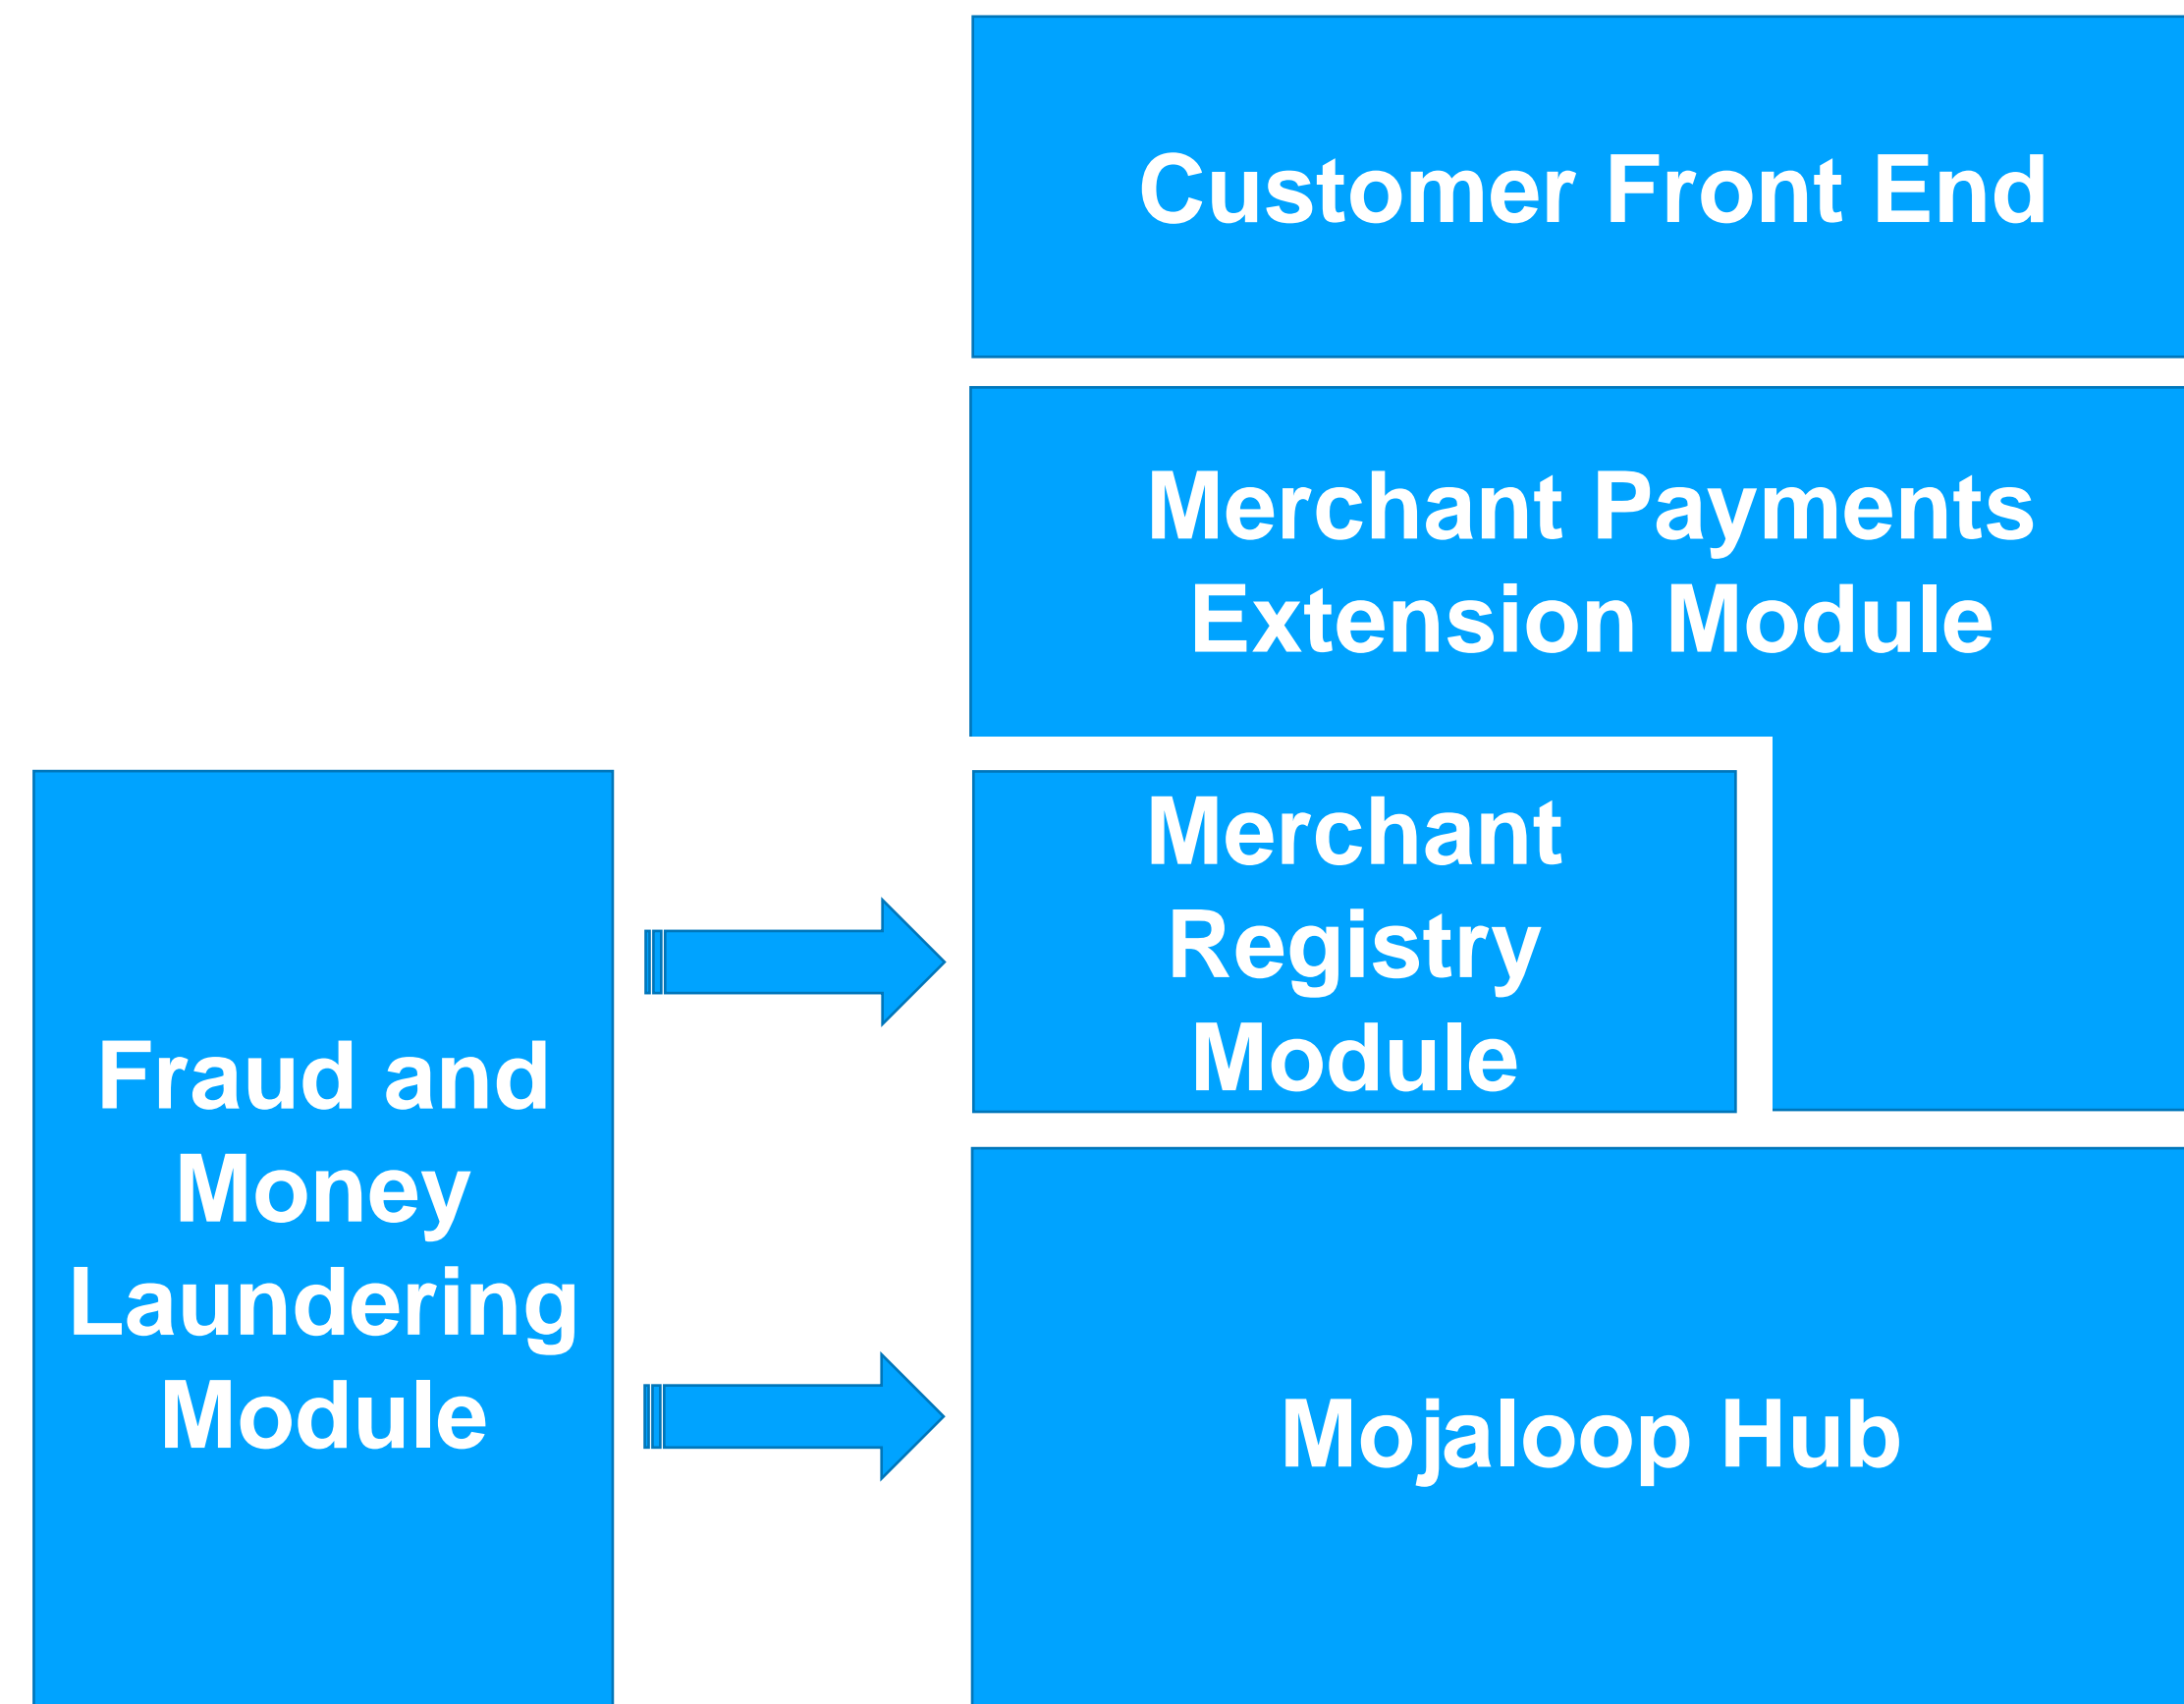 Customer Front End
Merchant Payments
Extension Module
Merchant
Registry
Module
Fraud and
Money
Laundering
Module
Mojaloop Hub